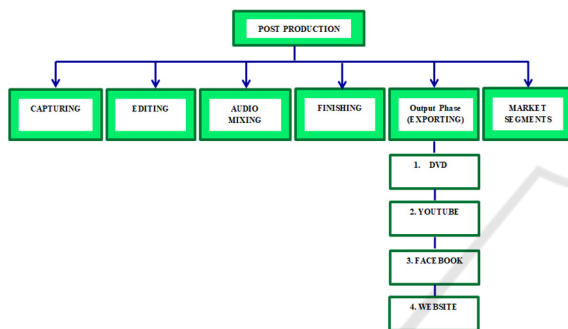 POST PRODUCTION
CAPTURING
EDITING
AUDIO
MIXING
FINISHING
Output Phase
(EXPORTING)
MARKET
SEGMENTS
1. DVD
2. YOUTUBE
3. FACEBOOK
4. WEBSITE